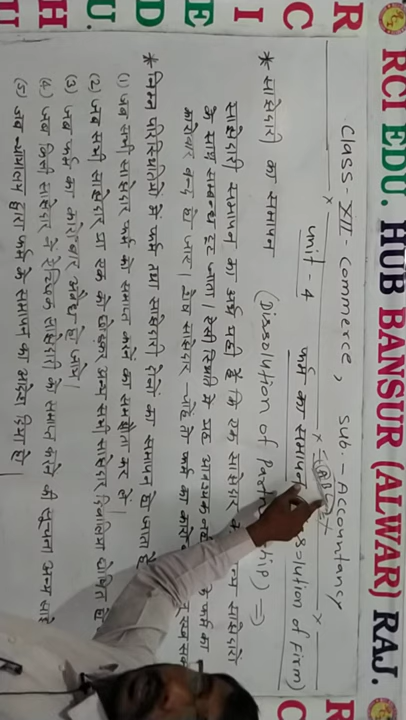 RCI EDU. HUB BANSUR (ALWAR) RAJ.
R C I E D U. H U
R C
Class - XII - Commerce, Sub. - Accountancy
Unit - 4 फर्म का समापन solution of Firm)
* साझेदारी का समापन (Dissolution of Part ship) ⇒
साझेदारी समापन का अर्थ यही है कि एक साझेदार के साझेदारों
के साथ सम्बन्ध टूट जाना। ऐसी स्थिति में यह आवश्यक फर्म का
कारोबार बन्द हो जाए। शेष साझेदार चाहे तो फर्म का कारो
* निम्न परिस्थितियों में फर्म तथा साझेदारी दोनों का समापन हो जाता है
(1) जब सभी साझेदार फर्म को समाप्त करने का समझौता कर ले।
(2) जब सभी साझेदार या एक को छोड़कर अन्य सभी साझेदार दिवालिया घोषित हो
(3) जब फर्म का कारोबार अवैध हो जाये।
(4) जब किसी साझेदार ने ऐच्छिक साझेदारी को समाप्त करने की सूचना अन्य साझे
(5) जब न्यायालय द्वारा फर्म के समापन का आदेश दिया हो।